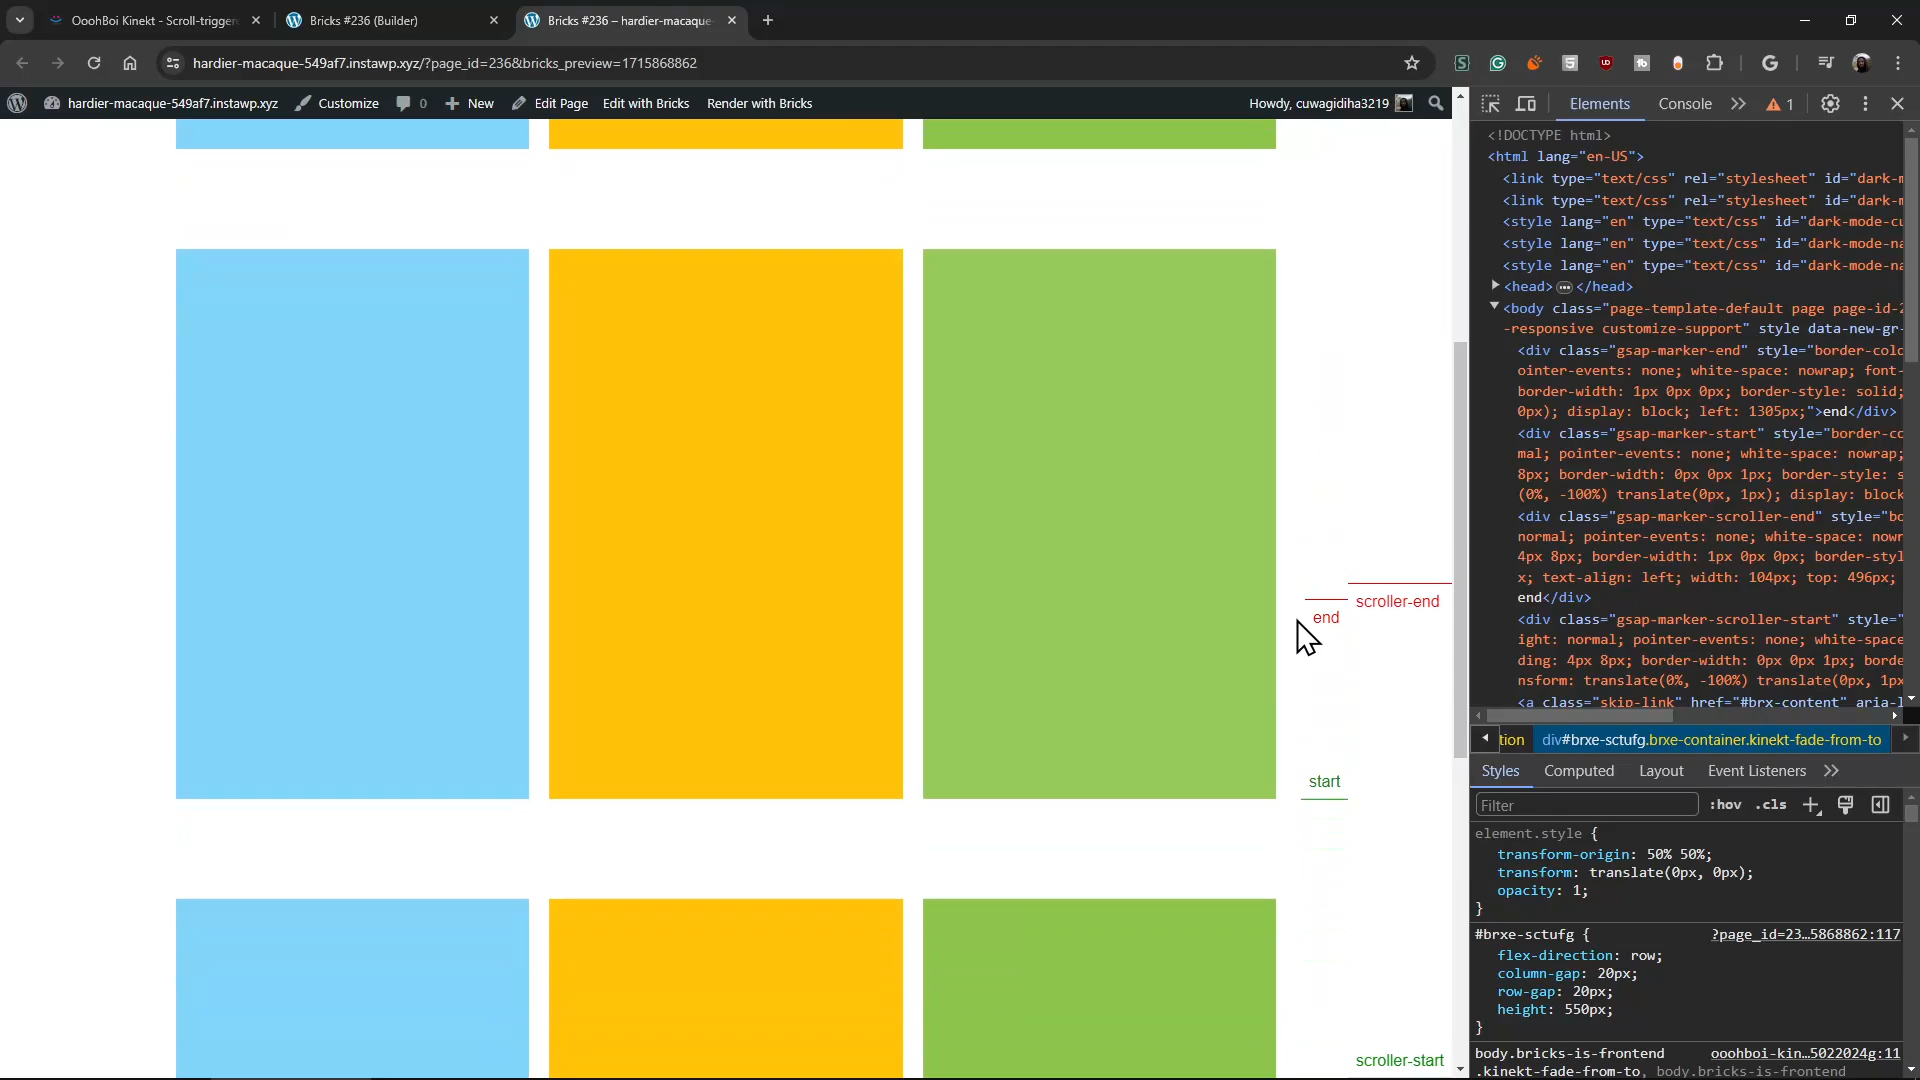 OoohBoi Kinekt - Scroll-trigger
Bricks #236 (Builder)
Bricks #236 – hardier-macaque-
hardier-macaque-549af7.instawp.xyz/?page_id=236&bricks_preview=1715868862
hardier-macaque-549af7.instawp.xyz
Customize
0
New
Edit Page
Edit with Bricks
Render with Bricks
Howdy, cuwagidiha3219
Elements
Console
1
<!DOCTYPE html>
<html lang="en-US">
<link type="text/css" rel="stylesheet" id="dark-m
<link type="text/css" rel="stylesheet" id="dark-m
<style lang="en" type="text/css" id="dark-mode-cu
<style lang="en" type="text/css" id="dark-mode-na
<style lang="en" type="text/css" id="dark-mode-na
<head> </head>
<body class="page-template-default page page-id-2
-responsive customize-support" style data-new-gr-
<div class="gsap-marker-end" style="border-colo
ointer-events: none; white-space: nowrap; font-
border-width: 1px 0px 0px; border-style: solid;
0px); display: block; left: 1305px;">end</div>
<div class="gsap-marker-start" style="border-co
mal; pointer-events: none; white-space: nowrap;
8px; border-width: 0px 0px 1px; border-style: s
(0%, -100%) translate(0px, 1px); display: block
<div class="gsap-marker-scroller-end" style="bo
normal; pointer-events: none; white-space: nowr
4px 8px; border-width: 1px 0px 0px; border-styl
x; text-align: left; width: 104px; top: 496px;
end</div>
<div class="gsap-marker-scroller-start" style="
ight: normal; pointer-events: none; white-space
ding: 4px 8px; border-width: 0px 0px 1px; borde
nsform: translate(0%, -100%) translate(0px, 1px
<a class="skip-link" href="#brx-content" aria-l
tion
div#brxe-sctufg.brxe-container.kinekt-fade-from-to
Styles
Computed
Layout
Event Listeners
Filter
:hov
.cls
element.style {
transform-origin: 50% 50%;
transform: translate(0px, 0px);
opacity: 1;
}
#brxe-sctufg {
?page_id=23…5868862:117
flex-direction: row;
column-gap: 20px;
row-gap: 20px;
height: 550px;
}
body.bricks-is-frontend
ooohboi-kin…5022024g:11
.kinekt-fade-from-to, body.bricks-is-frontend
scroller-end
end
start
scroller-start